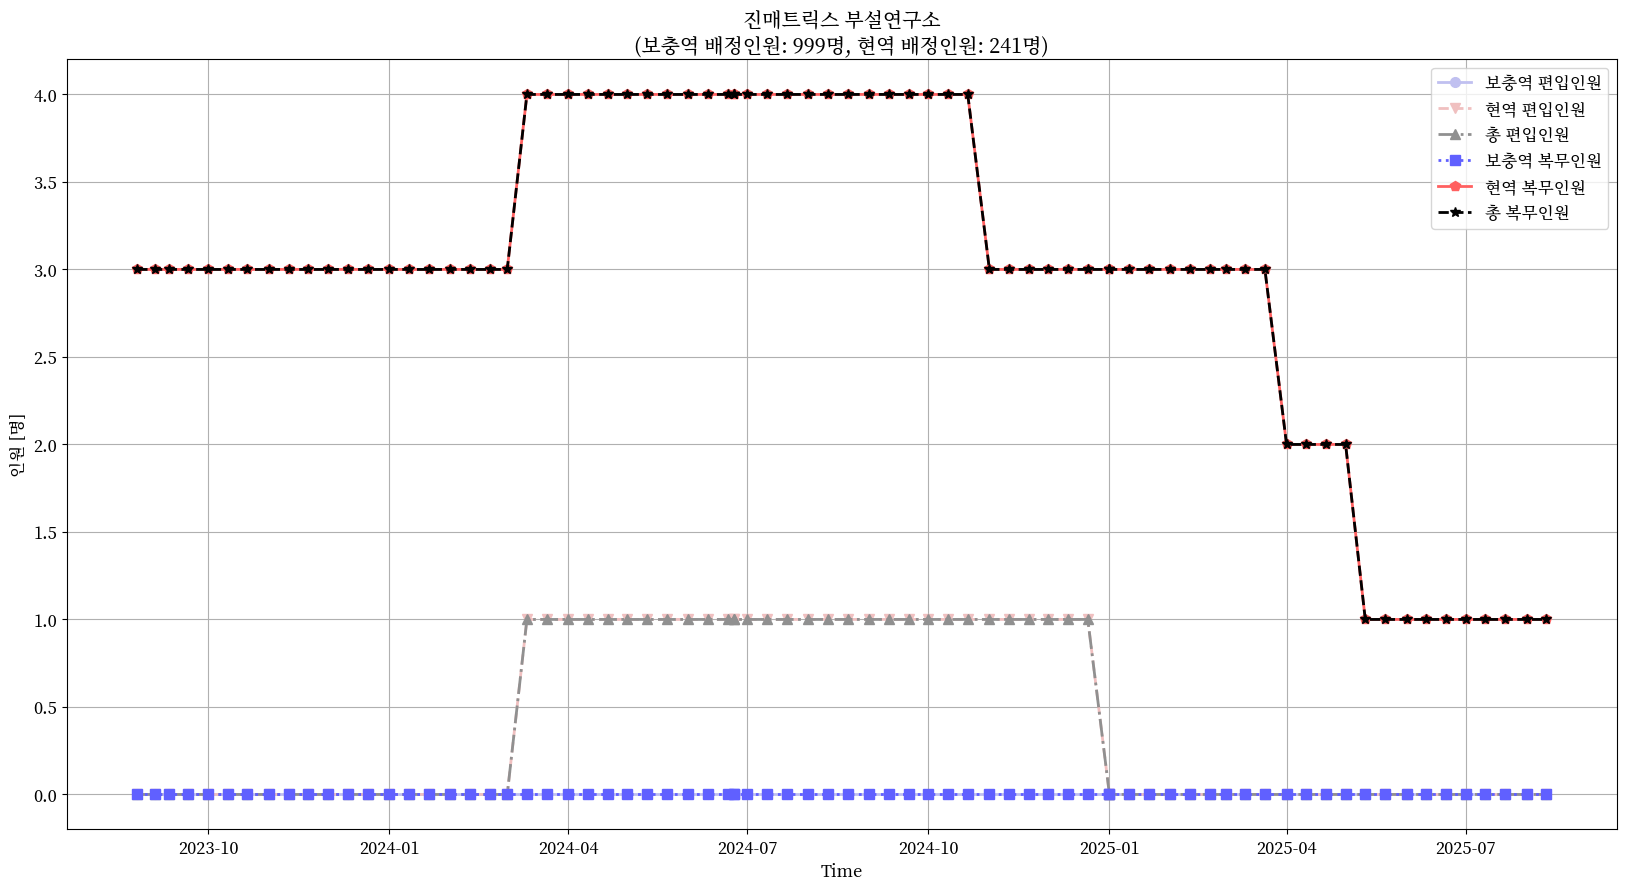 진매트릭스 부설연구소
(보충역 배정인원: 999명, 현역 배정인원: 241명)
보충역 편입인원
현역 편입인원
총 편입인원
보충역 복무인원
현역 복무인원
총 복무인원
4.0
3.5
3.0
2.5
2.0
1.5
1.0
0.5
0.0
인원 [명]
2023-10
2024-01
2024-04
2024-07
2024-10
2025-01
2025-04
2025-07
Time